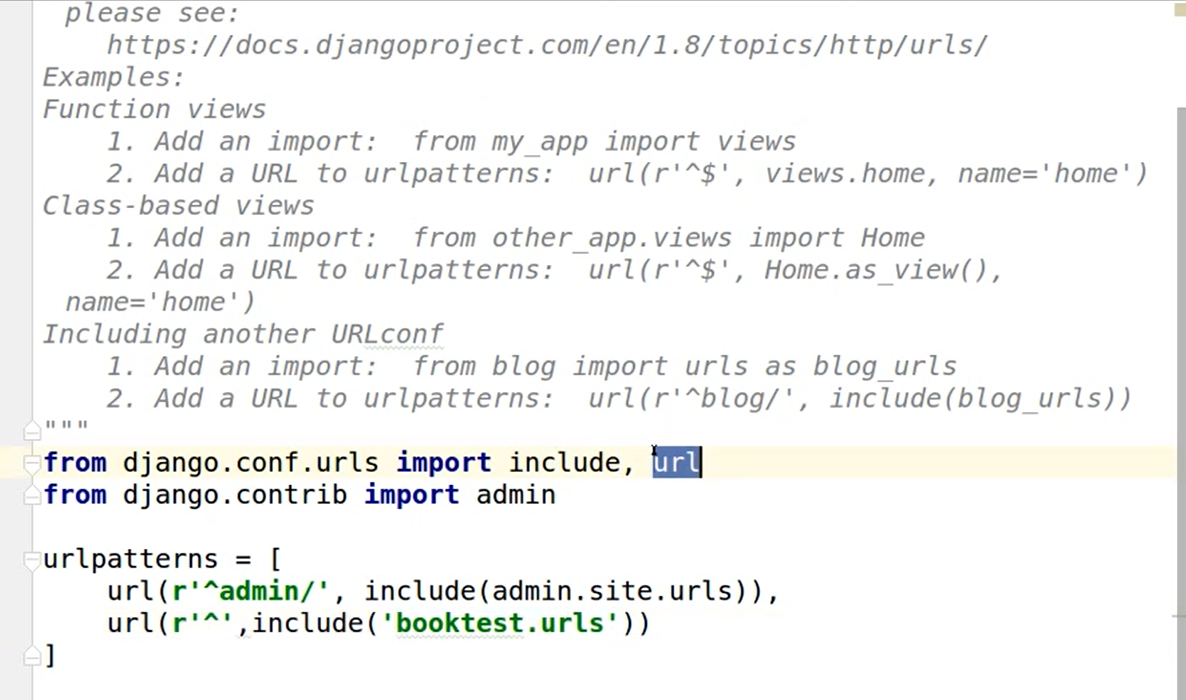 please see:
https://docs.djangoproject.com/en/1.8/topics/http/urls/
Examples:
Function views
    1. Add an import:  from my_app import views
    2. Add a URL to urlpatterns:  url(r'^$', views.home, name='home')
Class-based views
    1. Add an import:  from other_app.views import Home
    2. Add a URL to urlpatterns:  url(r'^$', Home.as_view(),
name='home')
Including another URLconf
    1. Add an import:  from blog import urls as blog_urls
    2. Add a URL to urlpatterns:  url(r'^blog/', include(blog_urls))
"""
from django.conf.urls import include, url
from django.contrib import admin

urlpatterns = [
    url(r'^admin/', include(admin.site.urls)),
    url(r'^',include('booktest.urls'))
]